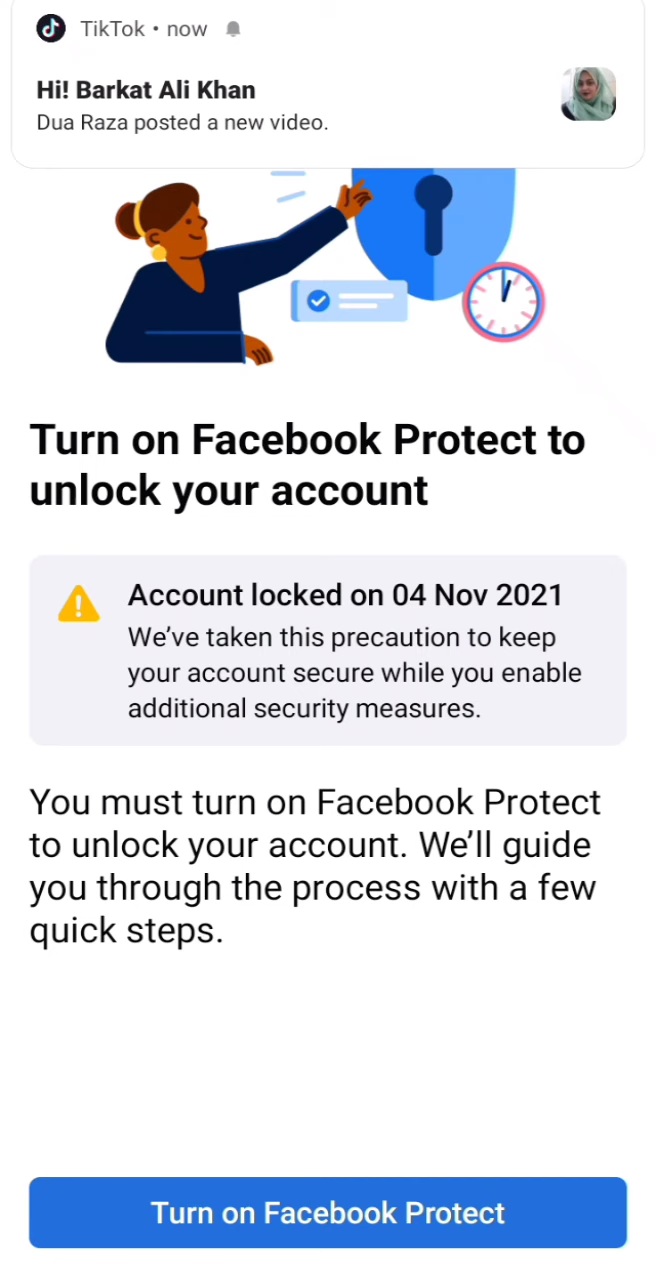 TikTok • now
Hi! Barkat Ali Khan
Dua Raza posted a new video.
Turn on Facebook Protect to
unlock your account
Account locked on 04 Nov 2021
We’ve taken this precaution to keep
your account secure while you enable
additional security measures.
You must turn on Facebook Protect
to unlock your account. We’ll guide
you through the process with a few
quick steps.
Turn on Facebook Protect